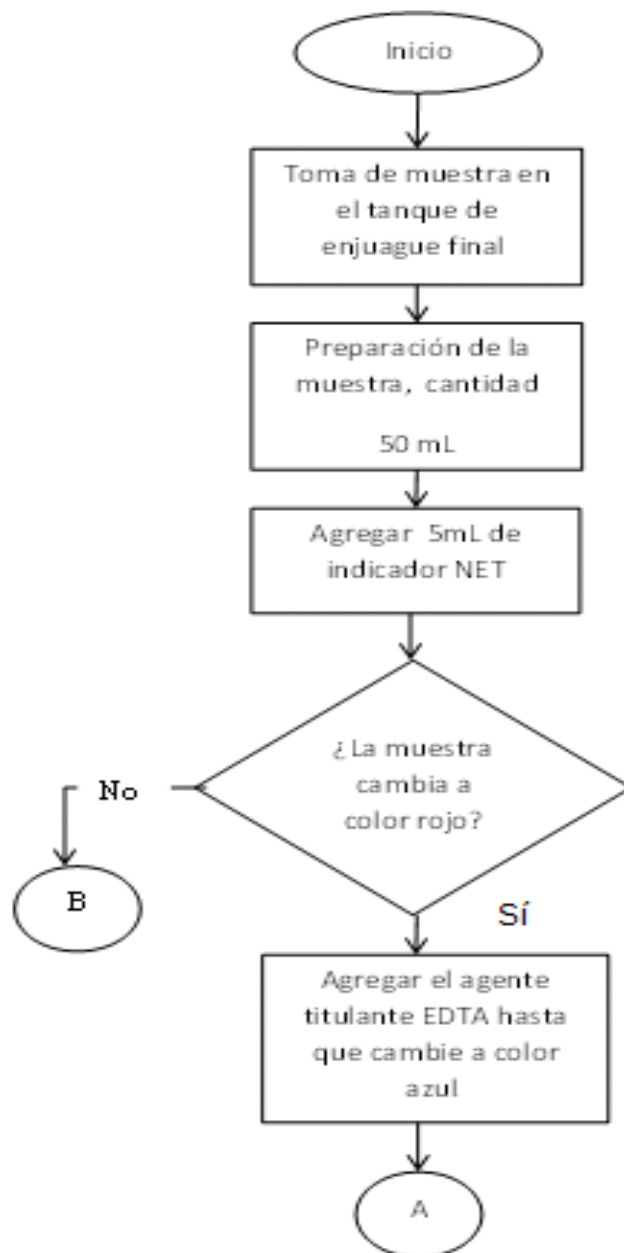 Inicio
Toma de muestra en
el tanque de
enjuague final
Preparación de la
muestra, cantidad
50 mL
Agregar 5mL de
indicador NET
¿La muestra
cambia a
color rojo?
No
B
Sí
Agregar el agente
titulante EDTA hasta
que cambie a color
azul
A